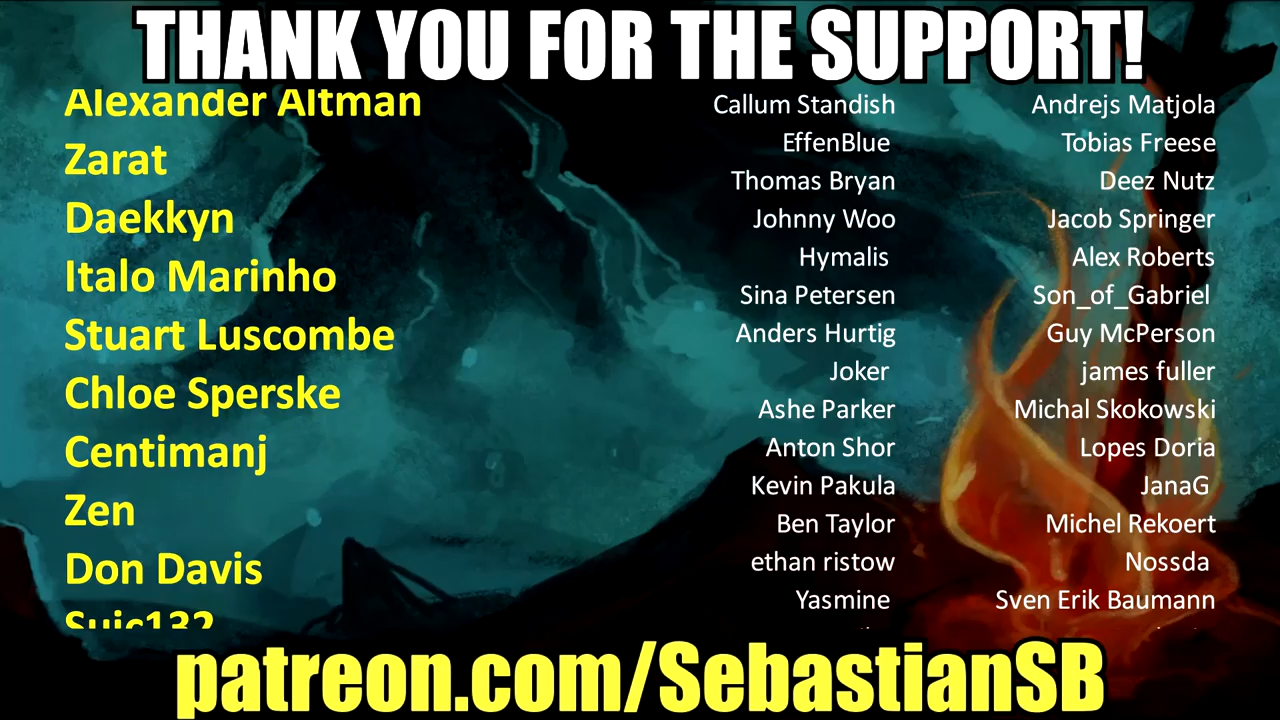 THANK YOU FOR THE SUPPORT!
Alexander Altman
Zarat
Daekkyn
Italo Marinho
Stuart Luscombe
Chloe Sperske
Centimanj
Zen
Don Davis
Callum Standish
EffenBlue
Thomas Bryan
Johnny Woo
Hymalis
Sina Petersen
Anders Hurtig
Joker
Ashe Parker
Anton Shor
Kevin Pakula
Ben Taylor
ethan ristow
Yasmine
Andrejs Matjola
Tobias Freese
Deez Nutz
Jacob Springer
Alex Roberts
Son_of_Gabriel
Guy McPerson
james fuller
Michal Skokowski
Lopes Doria
JanaG
Michel Rekoert
Nossda
Sven Erik Baumann
patreon.com/SebastianSB